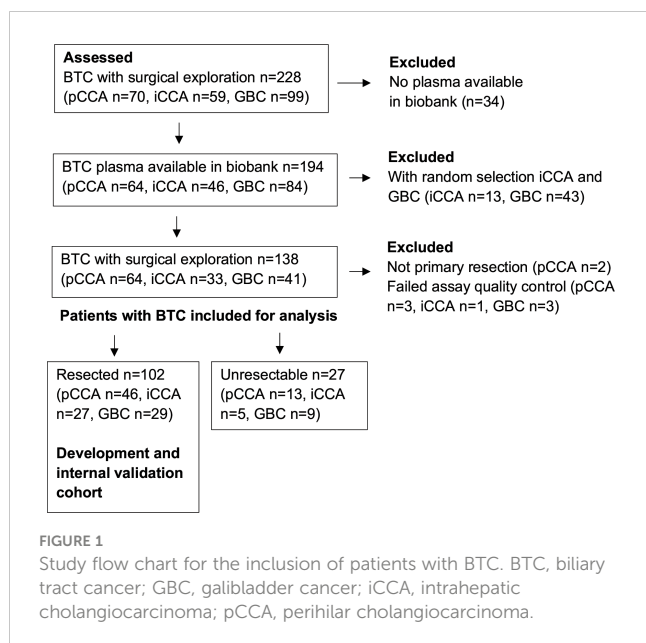 Assessed
BTC with surgical exploration n=228
(pCCA n=70, iCCA n=59, GBC n=99)
Excluded
No plasma available
in biobank (n=34)
BTC plasma available in biobank n=194
(pCCA n=64, iCCA n=46, GBC n=84)
Excluded
With random selection iCCA and
GBC (iCCA n=13, GBC n=43)
BTC with surgical exploration n=138
(pCCA n=64, iCCA n=33, GBC n=41)
Excluded
Not primary resection (pCCA n=2)
Failed assay quality control (pCCA
n=3, iCCA n=1, GBC n=3)
Patients with BTC included for analysis
Resected n=102
(pCCA n=46, iCCA
n=27, GBC n=29)
Development and
internal validation
cohort
Unresectable n=27
(pCCA n=13, iCCA
n=5, GBC n=9)
FIGURE 1
Study flow chart for the inclusion of patients with BTC. BTC, biliary
tract cancer; GBC, galibladder cancer; iCCA, intrahepatic
cholangiocarcinoma; pCCA, perihilar cholangiocarcinoma.